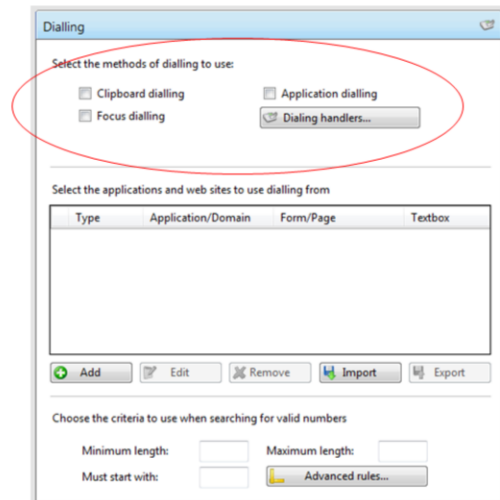 Dialling
Select the methods of dialling to use:
Clipboard dialling Application dialling
Focus dialling Dialing handlers...
Select the applications and web sites to use dialling from
Type Application/Domain Form/Page Textbox
Add Edit Remove Import Export
Choose the criteria to use when searching for valid numbers
Minimum length: Maximum length:
Must start with: Advanced rules...